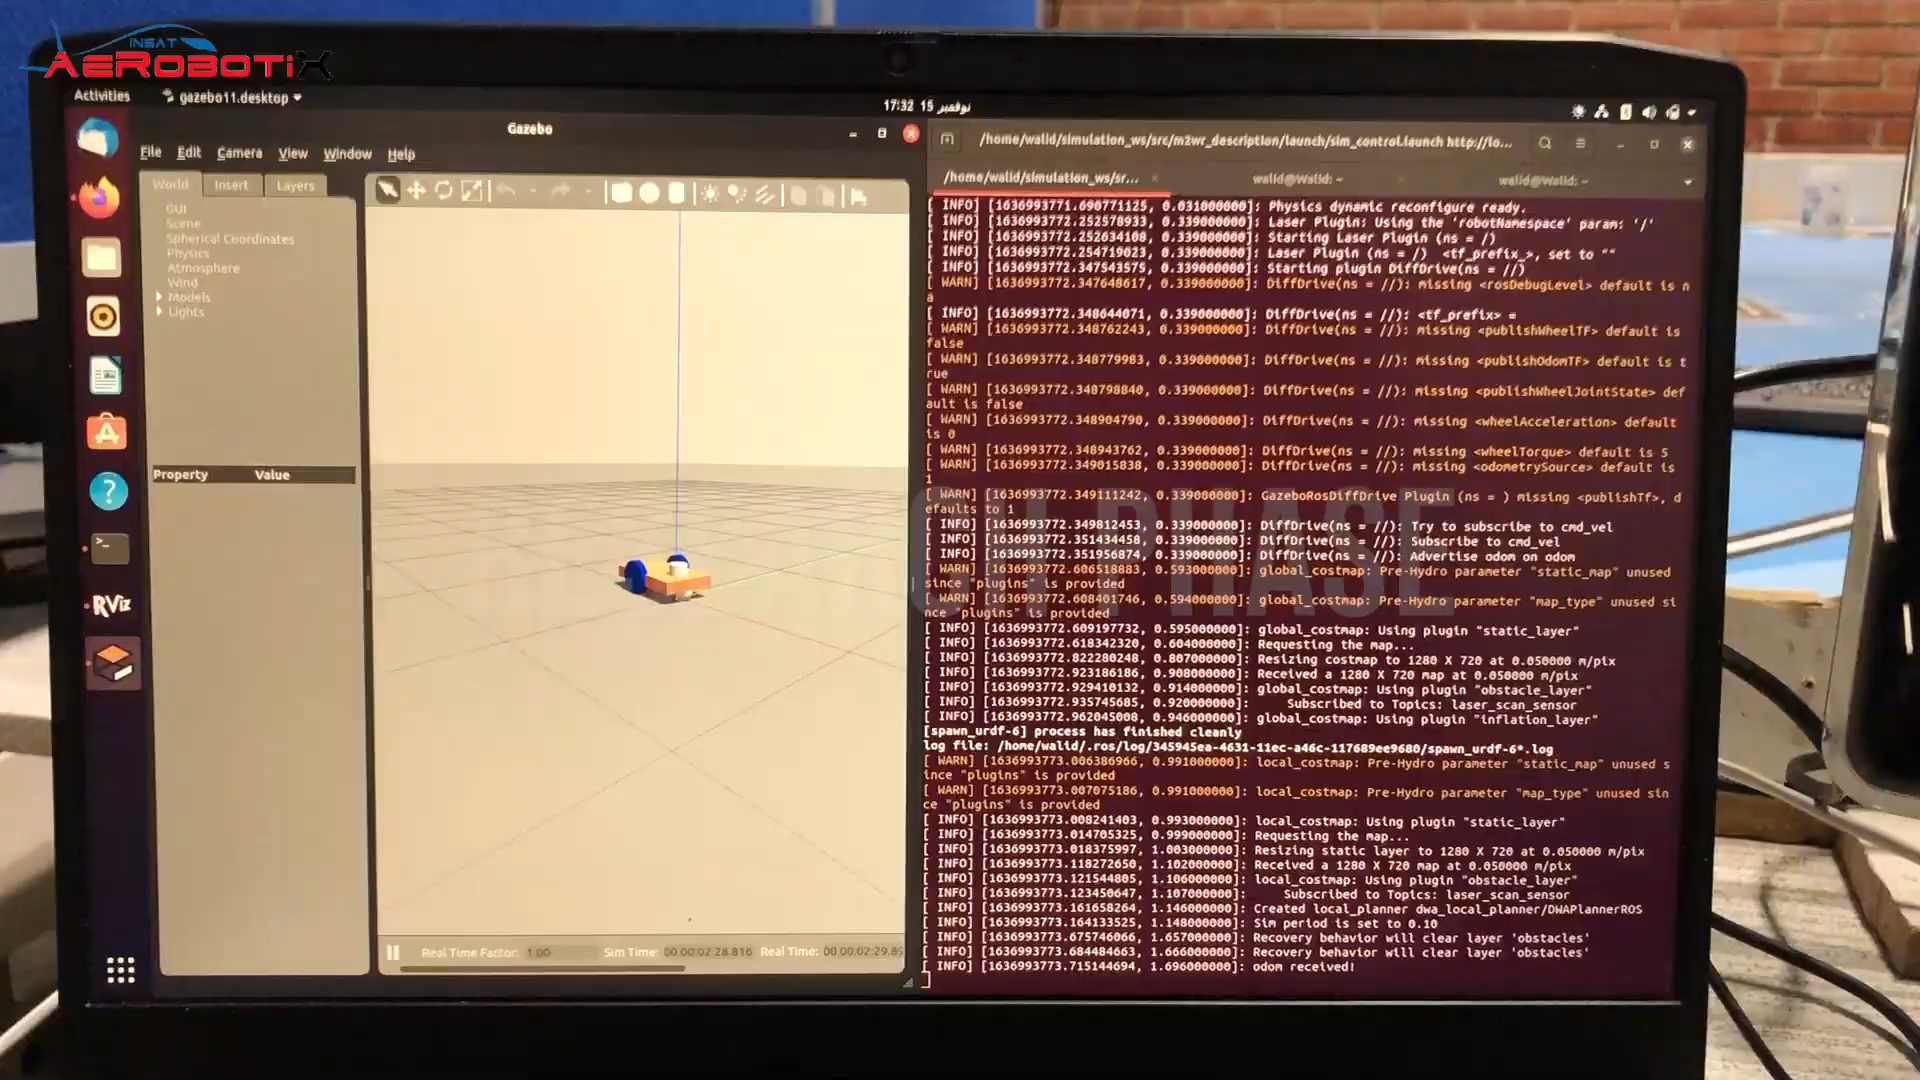 INSAT
AEROBOTIX
Activities
gazebo11.desktop
17:32 15 نوفمبر
Gazebo
File Edit Camera View Window Help
World Insert Layers
GUI
Scene
Spherical Coordinates
Physics
Atmosphere
Wind
Models
Lights
Property Value
RViz
Real Time Factor: 1.00 Sim Time: 00 00:02:28.816 Real Time: 00 00:02:29.89
/home/walid/simulation_ws/src/m2wr_description/launch/sim_control.launch http://lo...
/home/walid/simulation_ws/sr... walid@Walid: ~ walid@Walid: ~
[ INFO] [1636993771.690771125, 0.031000000]: Physics dynamic reconfigure ready.
[ INFO] [1636993772.252578933, 0.339000000]: Laser Plugin: Using the 'robotNamespace' param: '/'
[ INFO] [1636993772.252634108, 0.339000000]: Starting Laser Plugin (ns = /)
[ INFO] [1636993772.254719023, 0.339000000]: Laser Plugin (ns = /) <tf_prefix_>, set to ""
[ INFO] [1636993772.347543575, 0.339000000]: Starting plugin DiffDrive(ns = //)
[ WARN] [1636993772.347648617, 0.339000000]: DiffDrive(ns = //): missing <rosDebugLevel> default is n
a
[ INFO] [1636993772.348644071, 0.339000000]: DiffDrive(ns = //): <tf_prefix> =
[ WARN] [1636993772.348762243, 0.339000000]: DiffDrive(ns = //): missing <publishWheelTF> default is
false
[ WARN] [1636993772.348779983, 0.339000000]: DiffDrive(ns = //): missing <publishOdomTF> default is t
rue
[ WARN] [1636993772.348798840, 0.339000000]: DiffDrive(ns = //): missing <publishWheelJointState> def
ault is false
[ WARN] [1636993772.348904790, 0.339000000]: DiffDrive(ns = //): missing <wheelAcceleration> default
is 0
[ WARN] [1636993772.348943762, 0.339000000]: DiffDrive(ns = //): missing <wheelTorque> default is 5
[ WARN] [1636993772.349015838, 0.339000000]: DiffDrive(ns = //): missing <odometrySource> default is
1
[ WARN] [1636993772.349111242, 0.339000000]: GazeboRosDiffDrive Plugin (ns = ) missing <publishTf>, d
efaults to 1
[ INFO] [1636993772.349812453, 0.339000000]: DiffDrive(ns = //): Try to subscribe to cmd_vel
[ INFO] [1636993772.351434458, 0.339000000]: DiffDrive(ns = //): Subscribe to cmd_vel
[ INFO] [1636993772.351956874, 0.339000000]: DiffDrive(ns = //): Advertise odom on odom
[ WARN] [1636993772.606518883, 0.593000000]: global_costmap: Pre-Hydro parameter "static_map" unused
since "plugins" is provided
[ WARN] [1636993772.608401746, 0.594000000]: global_costmap: Pre-Hydro parameter "map_type" unused si
nce "plugins" is provided
[ INFO] [1636993772.609197732, 0.595000000]: global_costmap: Using plugin "static_layer"
[ INFO] [1636993772.618342320, 0.604000000]: Requesting the map...
[ INFO] [1636993772.822280248, 0.807000000]: Resizing costmap to 1280 X 720 at 0.050000 m/pix
[ INFO] [1636993772.923186186, 0.908000000]: Received a 1280 X 720 map at 0.050000 m/pix
[ INFO] [1636993772.929410132, 0.914000000]: global_costmap: Using plugin "obstacle_layer"
[ INFO] [1636993772.935745685, 0.920000000]: Subscribed to Topics: laser_scan_sensor
[ INFO] [1636993772.962045008, 0.946000000]: global_costmap: Using plugin "inflation_layer"
[spawn_urdf-6] process has finished cleanly
log file: /home/walid/.ros/log/345945ea-4631-11ec-a46c-117689ee9680/spawn_urdf-6*.log
[ WARN] [1636993773.006386966, 0.991000000]: local_costmap: Pre-Hydro parameter "static_map" unused s
ince "plugins" is provided
[ WARN] [1636993773.007075186, 0.991000000]: local_costmap: Pre-Hydro parameter "map_type" unused sin
ce "plugins" is provided
[ INFO] [1636993773.008241403, 0.993000000]: local_costmap: Using plugin "static_layer"
[ INFO] [1636993773.014705325, 0.999000000]: Requesting the map...
[ INFO] [1636993773.018375997, 1.003000000]: Resizing static layer to 1280 X 720 at 0.050000 m/pix
[ INFO] [1636993773.118272650, 1.102000000]: Received a 1280 X 720 map at 0.050000 m/pix
[ INFO] [1636993773.121544805, 1.106000000]: local_costmap: Using plugin "obstacle_layer"
[ INFO] [1636993773.123450647, 1.107000000]: Subscribed to Topics: laser_scan_sensor
[ INFO] [1636993773.161658264, 1.146000000]: Created local_planner dwa_local_planner/DWAPlannerROS
[ INFO] [1636993773.164133525, 1.148000000]: Sim period is set to 0.10
[ INFO] [1636993773.675746066, 1.657000000]: Recovery behavior will clear layer 'obstacles'
[ INFO] [1636993773.684484663, 1.666000000]: Recovery behavior will clear layer 'obstacles'
[ INFO] [1636993773.715144694, 1.696000000]: odom received!
PHASE